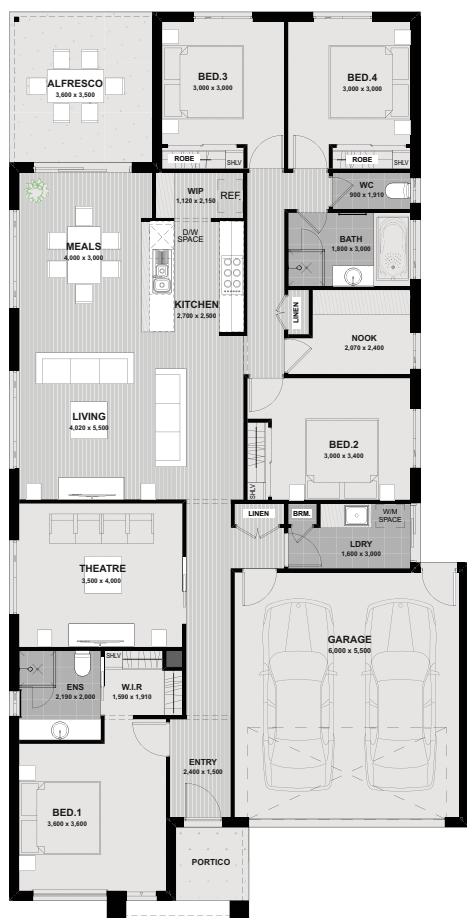 ALFRESCO
3,600 x 3,500
BED.3
3,000 x 3,000
BED.4
3,000 x 3,000
ROBE
SHLV
ROBE
SHLV
WIP
1,120 x 2,150
REF.
WC
900 x 1,910
MEALS
4,000 x 3,000
D/W
SPACE
BATH
1,800 x 3,000
KITCHEN
2,700 x 2,500
LINEN
NOOK
2,070 x 2,400
LIVING
4,020 x 5,500
BED.2
3,000 x 3,400
SHLV
LINEN
BRM.
W/M
SPACE
LDRY
1,600 x 3,000
THEATRE
3,500 x 4,000
GARAGE
6,000 x 5,500
SHLV
ENS
2,190 x 2,000
W.I.R
1,590 x 1,910
ENTRY
2,400 x 1,500
BED.1
3,600 x 3,600
PORTICO